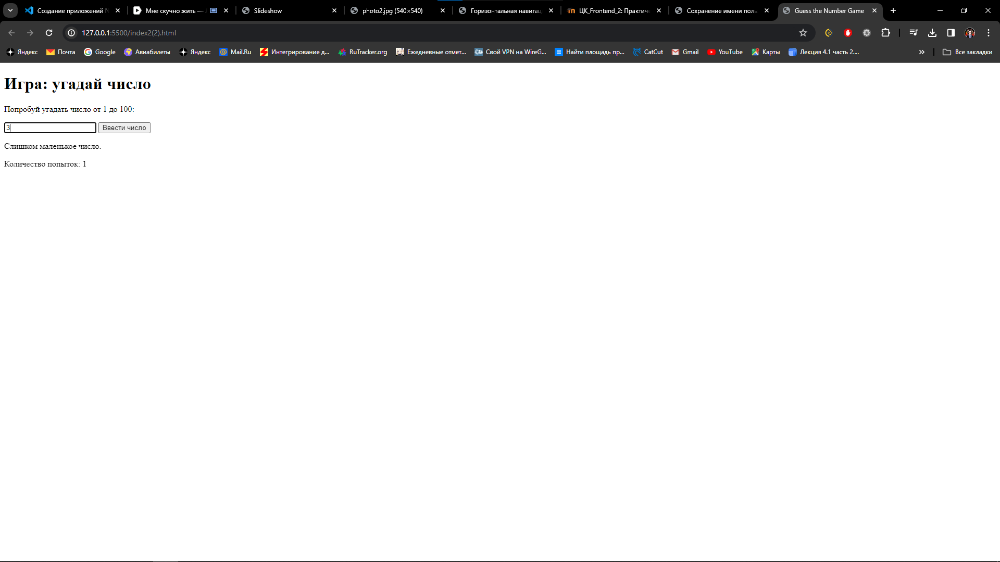 Создание приложений N
Мне скучно жить —
Slideshow
photo2.jpg (540×540)
Горизонтальная навигац
ЦК_Frontend_2: Практиче
Сохранение имени поль
Guess the Number Game
127.0.0.1:5500/index2(2).html
Яндекс
Почта
Google
Авиабилеты
Яндекс
Mail.Ru
Интегрирование д...
RuTracker.org
Ежедневные отмет...
Свой VPN на WireG...
Найти площадь пр...
CatCut
Gmail
YouTube
Карты
Лекция 4.1 часть 2....
Все закладки
Игра: угадай число
Попробуй угадать число от 1 до 100:
3
Ввести число
Слишком маленькое число.
Количество попыток: 1